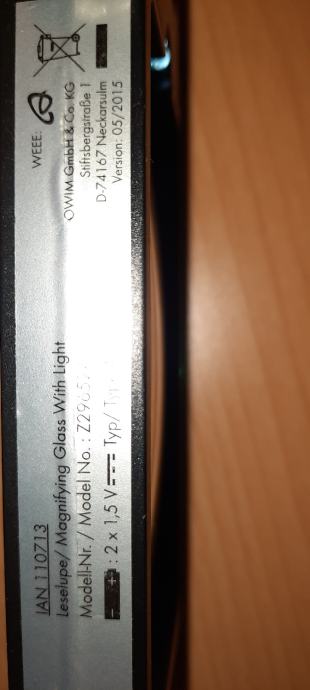 IAN 110713
Leselupe/ Magnifying Glass With Light
Modell-Nr. / Model No.:
: 2 x 1,5 V Typ/
WEEE:
OWIM GmbH & Co. KG
Stiftsbergstraße 1
D-74167 Neckarsulm
Version: 05/2015